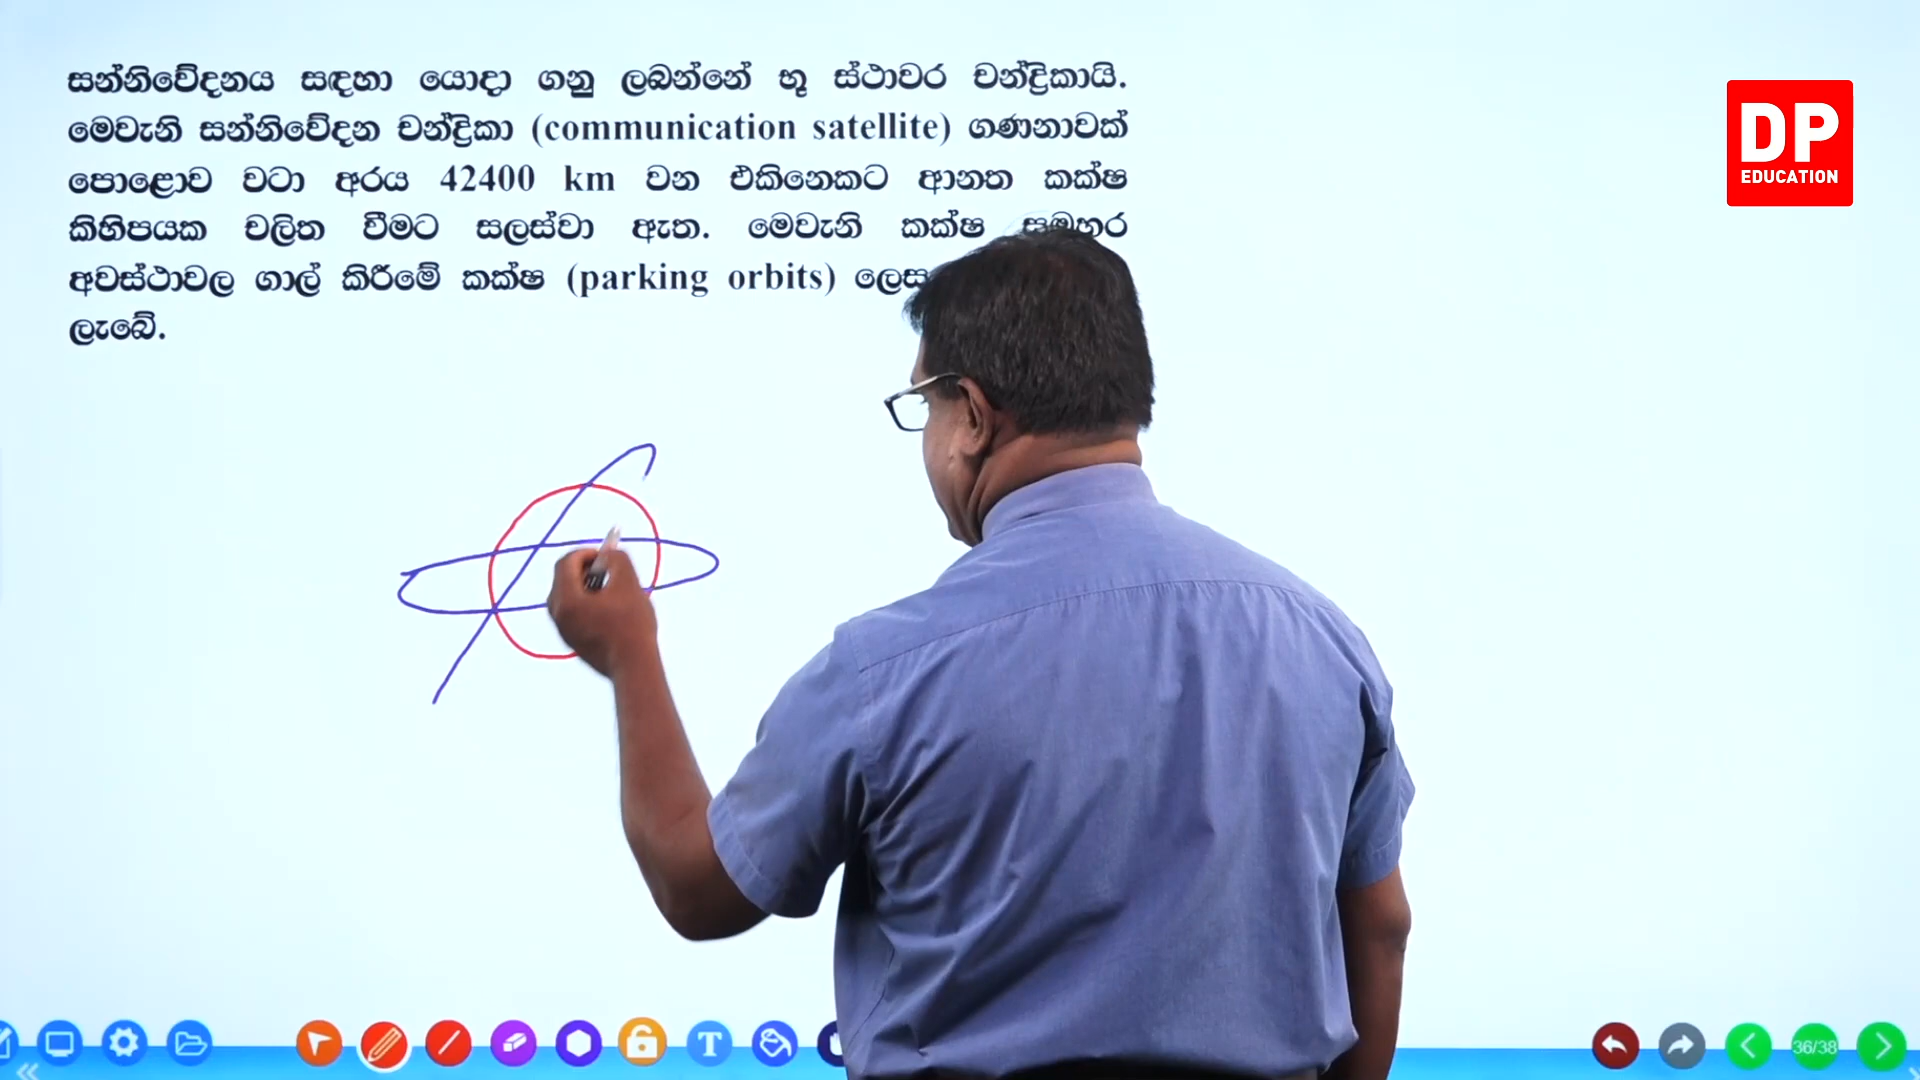 සන්නිවේදනය සඳහා යොදා ගනු ලබන්නේ භූ ස්ථාවර චන්ද්‍රිකායි.
මෙවැනි සන්නිවේදන චන්ද්‍රිකා (communication satellite) ගණනාවක්
පොළොව වටා අරය 42400 km වන එකිනෙකට ආනත කක්ෂ
කිහිපයක චලිත වීමට සලස්වා ඇත. මෙවැනි කක්ෂ සමහර
අවස්ථාවල ගාල් කිරීමේ කක්ෂ (parking orbits) ලෙස
ලැබේ.
DP
EDUCATION
T
36/38